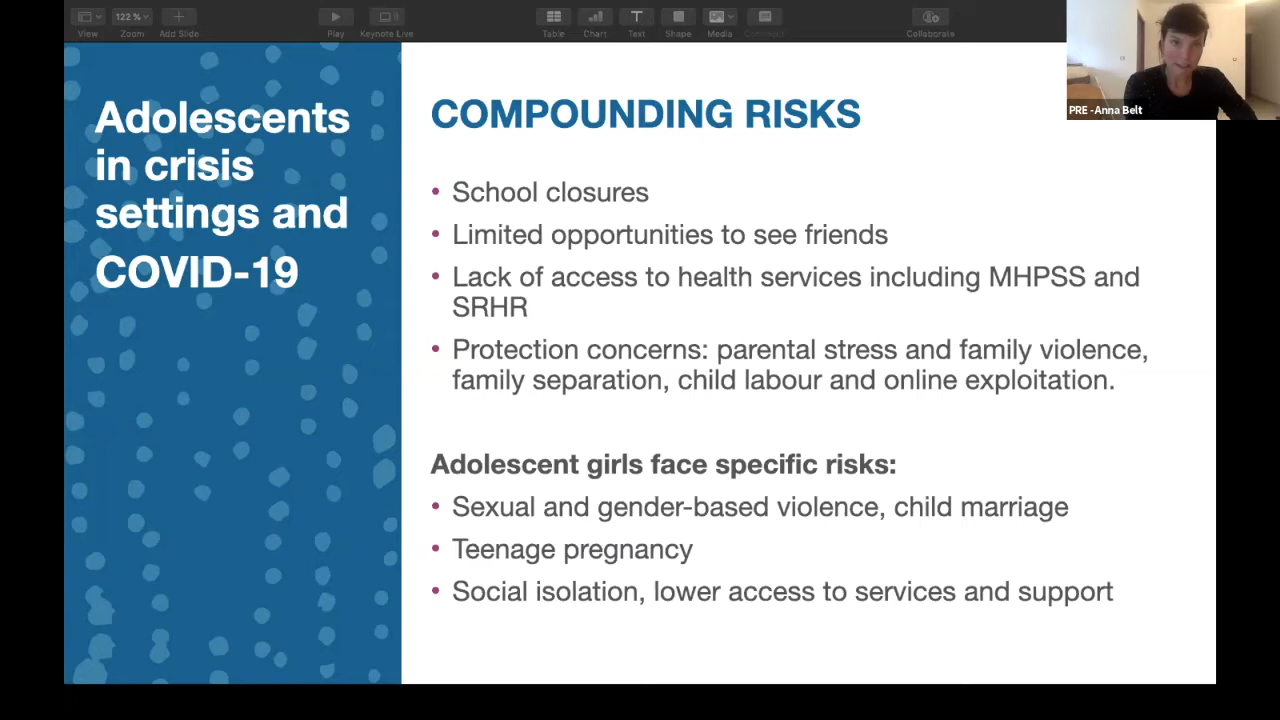 122 %
View
Zoom
Add Slide
Play
Keynote Live
Table
Chart
Text
Shape
Media
Comment
Collaborate
PRE -Anna Belt
Adolescents
in crisis
settings and
COVID-19
COMPOUNDING RISKS
• School closures
• Limited opportunities to see friends
• Lack of access to health services including MHPSS and
SRHR
• Protection concerns: parental stress and family violence,
family separation, child labour and online exploitation.
Adolescent girls face specific risks:
• Sexual and gender-based violence, child marriage
• Teenage pregnancy
• Social isolation, lower access to services and support